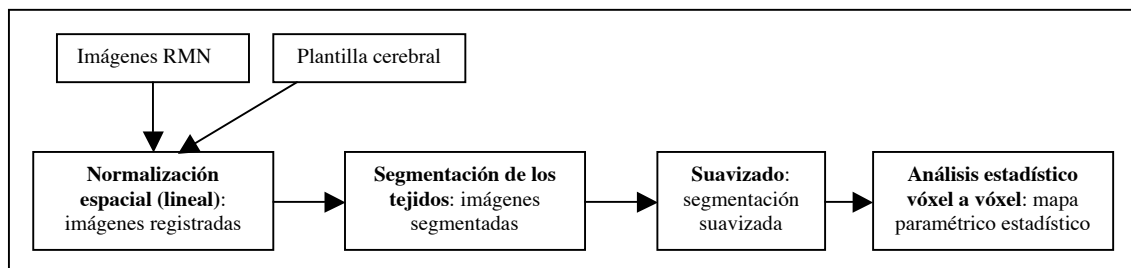 Imágenes RMN
Plantilla cerebral
Normalización
espacial (lineal):
imágenes registradas
Segmentación de los
tejidos: imágenes
segmentadas
Suavizado:
segmentación
suavizada
Análisis estadístico
vóxel a vóxel: mapa
paramétrico estadístico